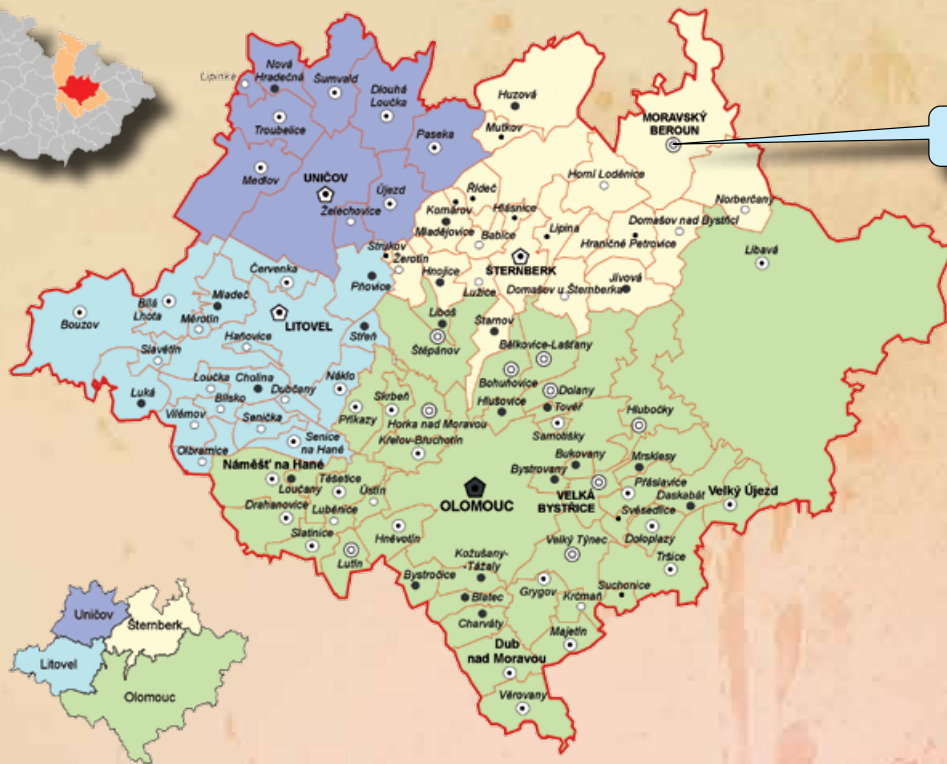 Lipinka
Nová
Hradečná
Šumvald
Dlouhá
Loučka
Troubelice
Paseka
Medlov
UNIČOV
Újezd
Želechovice
Huzová
Mutkov
MORAVSKÝ
BEROUN
Horní Loděnice
Norberčany
Řídeč
Komárov
Hlásnice
Mladějovice
Babice
Lipina
Domašov nad Bystřicí
Hraničné Petrovice
Strukov
Žerotín
ŠTERNBERK
Hnojice
Lužice
Jívová
Domašov u Šternberka
Libavá
Červenka
Pňovice
Bílá
Lhota
Mladeč
Bouzov
Měrotín
LITOVEL
Haňovice
Střeň
Slavětín
Liboš
Štarnov
Štěpánov
Bělkovice-Lašťany
Bohuňovice
Dolany
Luká
Loučka
Cholina
Náklo
Bílsko
Dubčany
Vilémov
Senička
Příkazy
Skrbeň
Horka nad Moravou
Hlušovice
Tověř
Samotišky
Hlubočky
Olbramice
Senice
na Hané
Křelov-Břuchotín
Náměšť na Hané
Loučany
Těšetice
Ústín
Bukovany
Bystrovany
Mrsklesy
Přáslavice
Daskabát
Velký Újezd
OLOMOUC
VELKÁ
BYSTŘICE
Svésedlice
Drahanovice
Luběnice
Slatinice
Lutín
Hněvotín
Velký Týnec
Doloplazy
Tršice
Kožušany-
-Tážaly
Bystročice
Blatec
Charváty
Grygov
Krčmaň
Suchonice
Majetín
Dub
nad Moravou
Věrovany
Uničov
Šternberk
Litovel
Olomouc